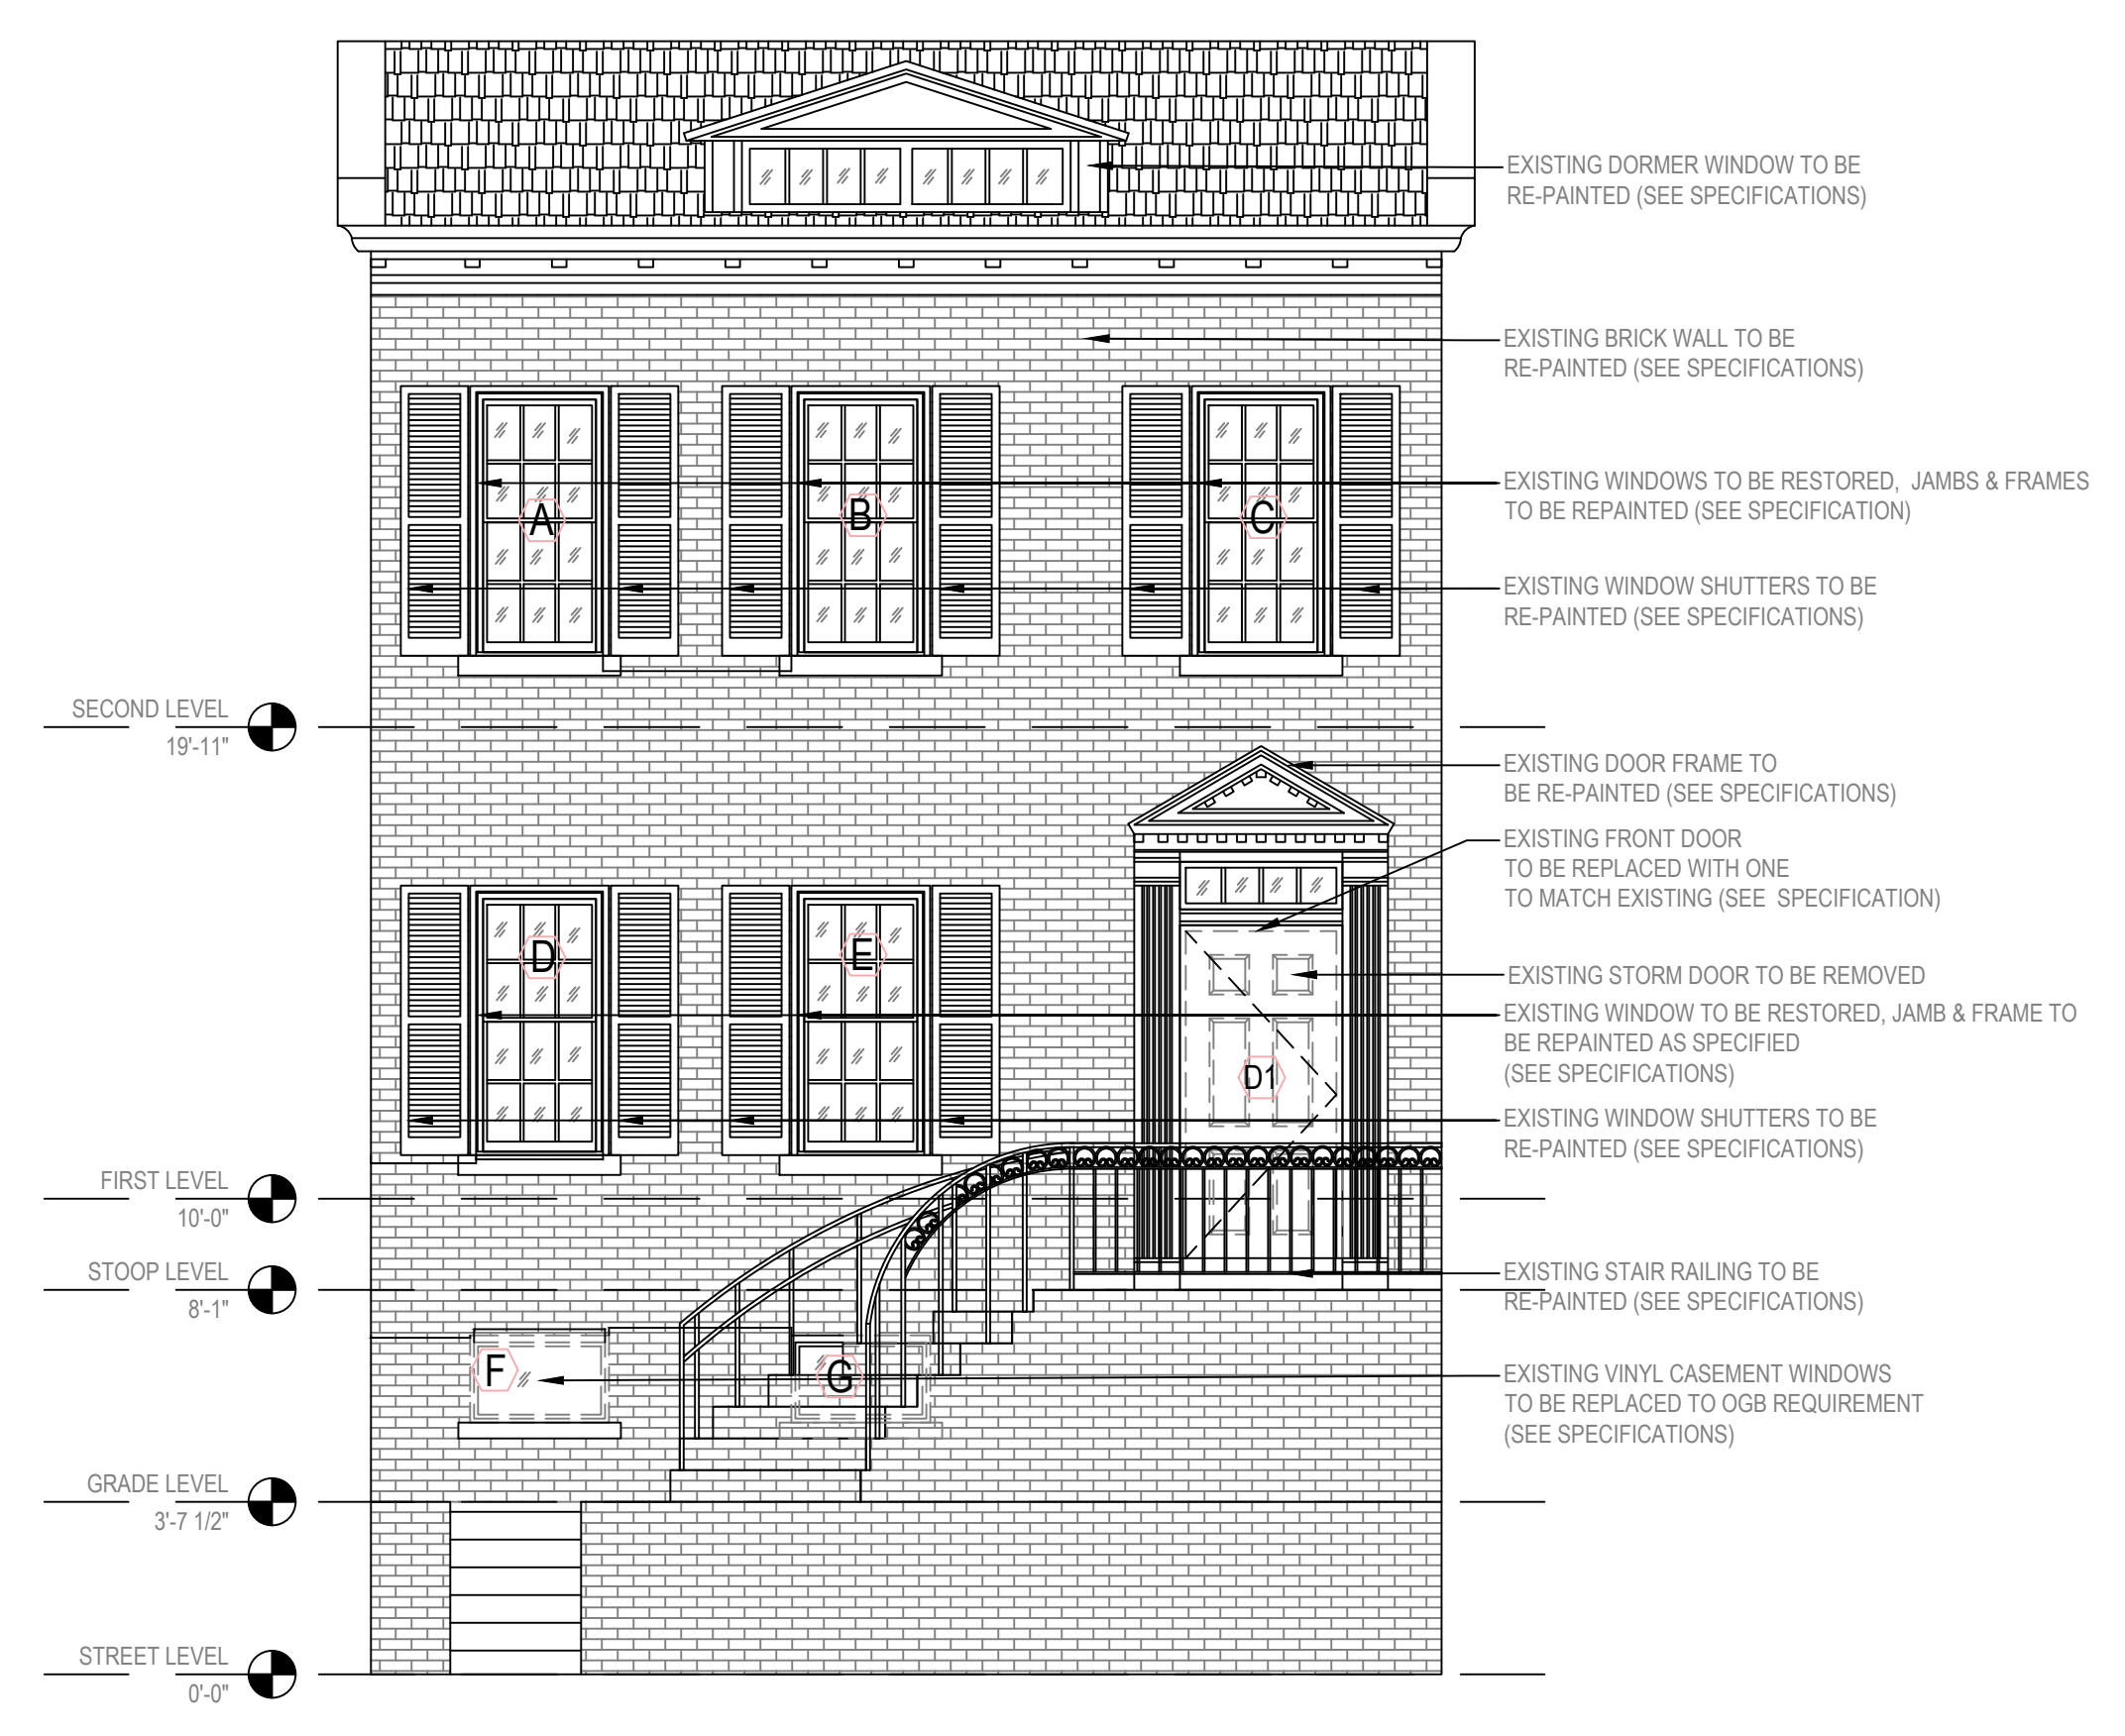 EXISTING DORMER WINDOW TO BE
RE-PAINTED (SEE SPECIFICATIONS)
EXISTING BRICK WALL TO BE
RE-PAINTED (SEE SPECIFICATIONS)
EXISTING WINDOWS TO BE RESTORED, JAMBS & FRAMES
TO BE REPAINTED (SEE SPECIFICATION)
A
B
C
EXISTING WINDOW SHUTTERS TO BE
RE-PAINTED (SEE SPECIFICATIONS)
SECOND LEVEL
19'-11"
EXISTING DOOR FRAME TO
BE RE-PAINTED (SEE SPECIFICATIONS)
EXISTING FRONT DOOR
TO BE REPLACED WITH ONE
TO MATCH EXISTING (SEE SPECIFICATION)
D
E
EXISTING STORM DOOR TO BE REMOVED
EXISTING WINDOW TO BE RESTORED, JAMB & FRAME TO
BE REPAINTED AS SPECIFIED
(SEE SPECIFICATIONS)
D1
EXISTING WINDOW SHUTTERS TO BE
RE-PAINTED (SEE SPECIFICATIONS)
FIRST LEVEL
10'-0"
STOOP LEVEL
8'-1"
EXISTING STAIR RAILING TO BE
RE-PAINTED (SEE SPECIFICATIONS)
F
G
EXISTING VINYL CASEMENT WINDOWS
TO BE REPLACED TO OGB REQUIREMENT
(SEE SPECIFICATIONS)
GRADE LEVEL
3'-7 1/2"
STREET LEVEL
0'-0"